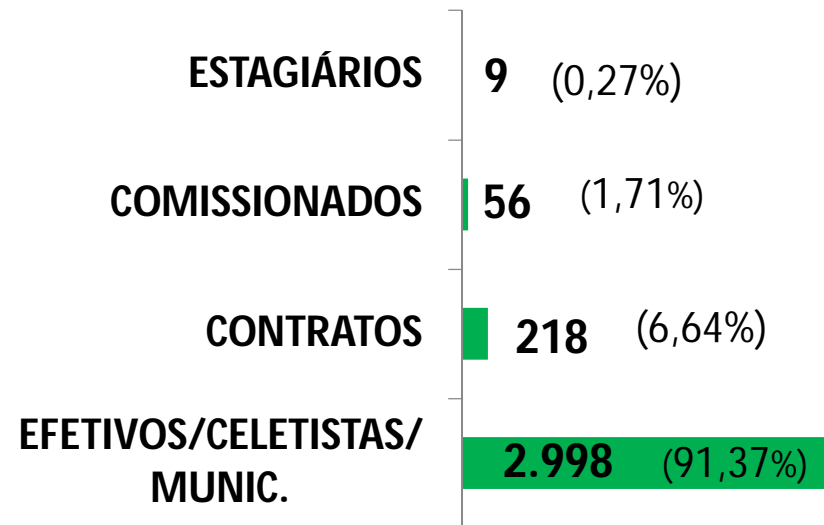 ESTAGIÁRIOS 9 (0,27%)
COMISSIONADOS 56 (1,71%)
CONTRATOS 218 (6,64%)
EFETIVOS/CELETISTAS/
MUNIC. 2.998 (91,37%)